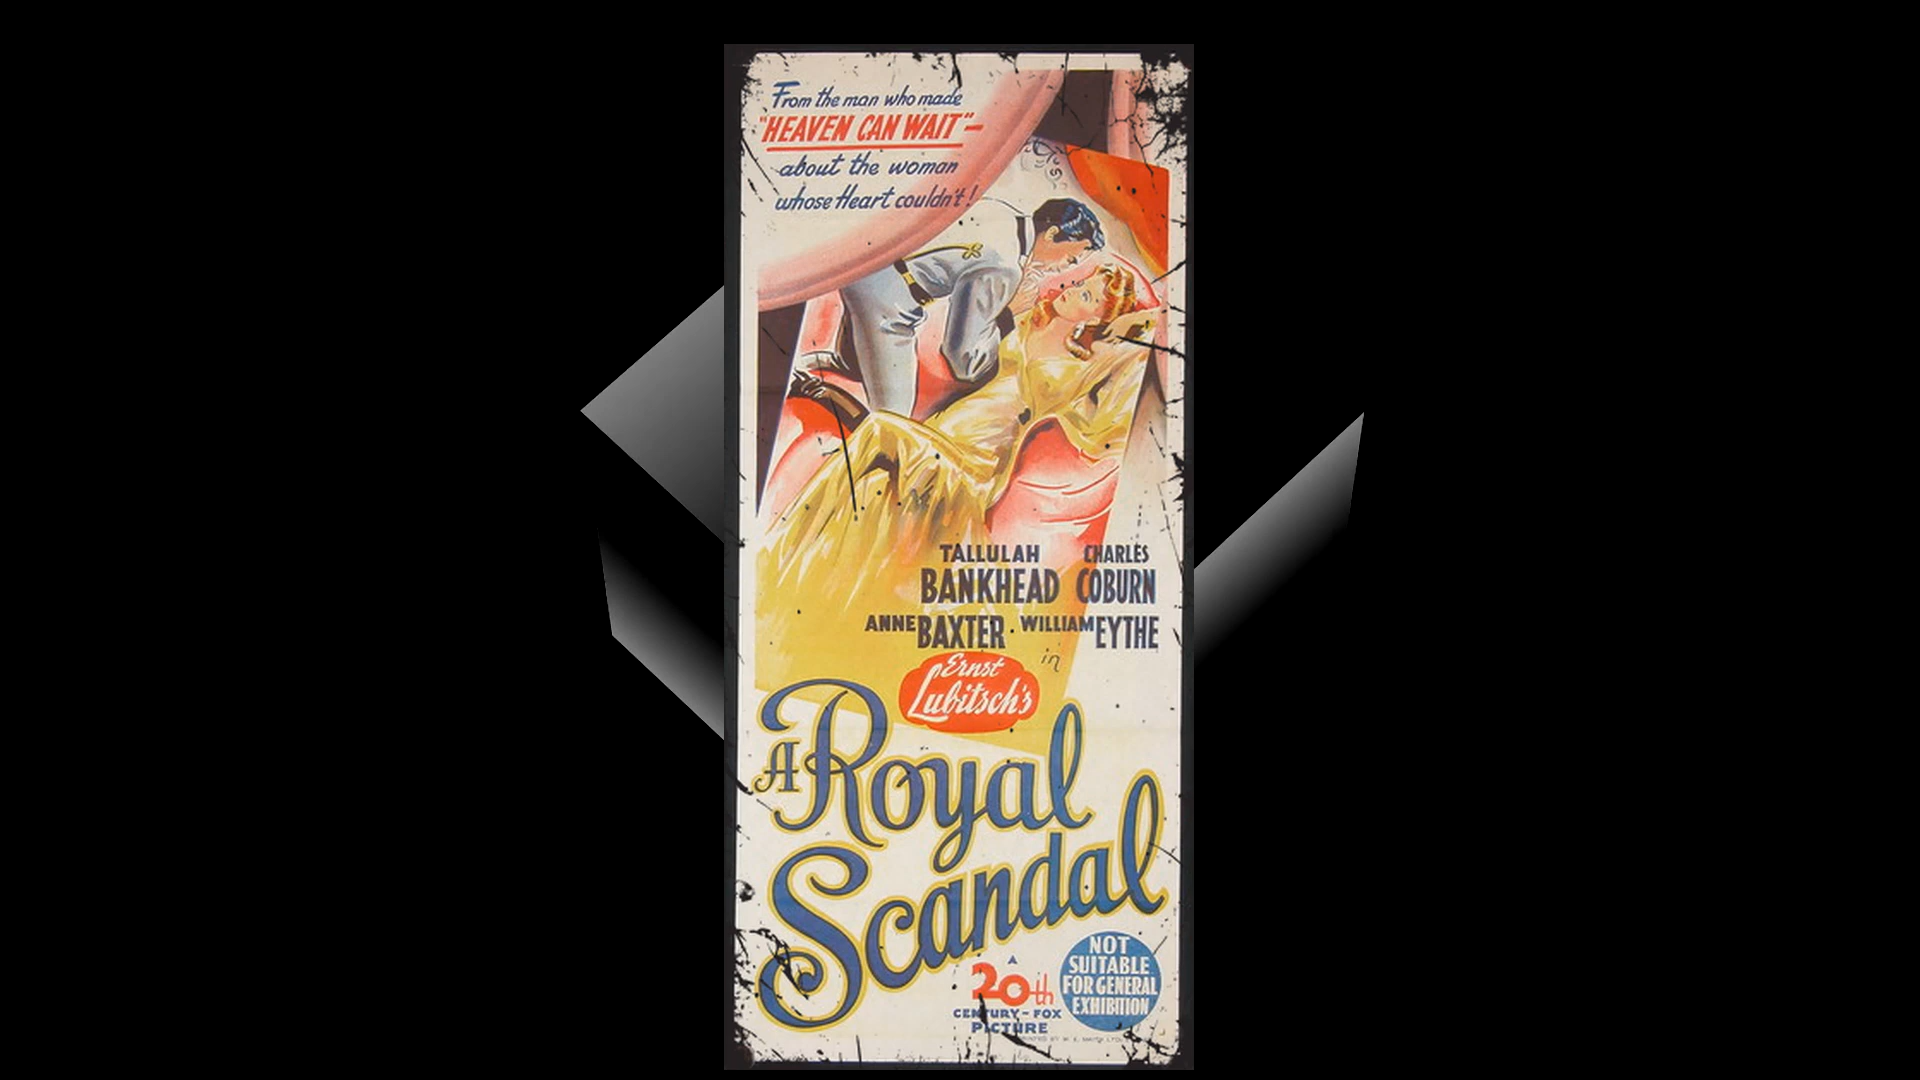 From the man who made
"HEAVEN CAN WAIT"-
about the woman
whose Heart couldn't!
TALLULAH BANKHEAD
CHARLES COBURN
ANNE BAXTER · WILLIAM EYTHE
in
Ernst
Lubitsch's
A Royal
Scandal
A
20th
CENTURY-FOX
PICTURE
NOT
SUITABLE
FOR GENERAL
EXHIBITION